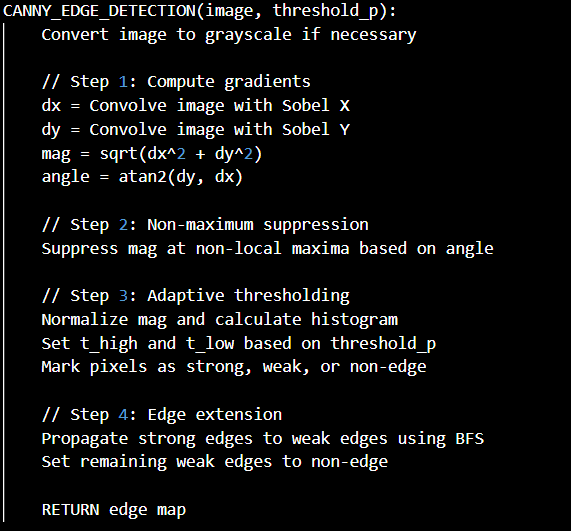 CANNY_EDGE_DETECTION(image, threshold_p):
Convert image to grayscale if necessary
// Step 1: Compute gradients
dx = Convolve image with Sobel X
dy = Convolve image with Sobel Y
mag = sqrt(dx^2 + dy^2)
angle = atan2(dy, dx)
// Step 2: Non-maximum suppression
Suppress mag at non-local maxima based on angle
// Step 3: Adaptive thresholding
Normalize mag and calculate histogram
Set t_high and t_low based on threshold_p
Mark pixels as strong, weak, or non-edge
// Step 4: Edge extension
Propagate strong edges to weak edges using BFS
Set remaining weak edges to non-edge
RETURN edge map